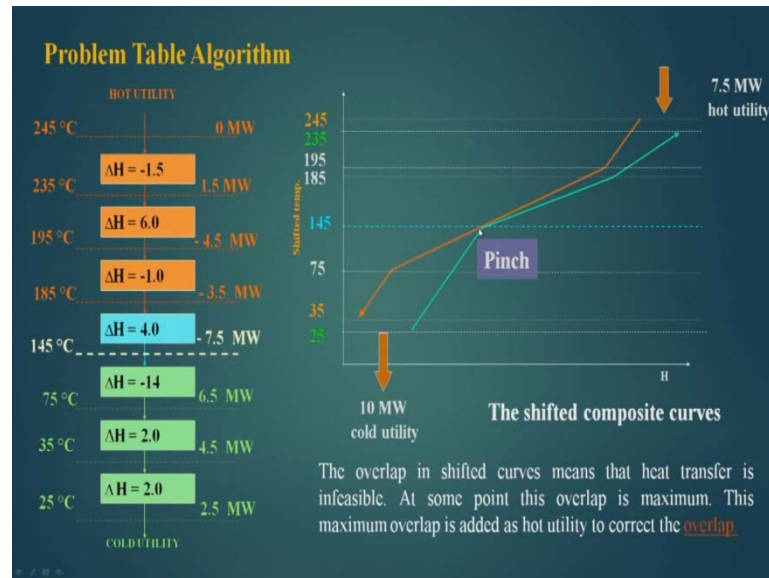 Problem Table Algorithm
HOT UTILITY
245 °C
0 MW
ΔH = -1.5
235 °C
1.5 MW
ΔH = 6.0
195 °C
- 4.5 MW
ΔH = -1.0
185 °C
- 3.5 MW
ΔH = 4.0
145 °C
- 7.5 MW
ΔH = -14
75 °C
6.5 MW
ΔH = 2.0
35 °C
4.5 MW
ΔH = 2.0
25 °C
2.5 MW
COLD UTILITY
7.5 MW
hot utility
Shifted temp.
245
235
195
185
145
75
35
25
Pinch
H
10 MW
cold utility
The shifted composite curves
The overlap in shifted curves means that heat transfer is
infeasible. At some point this overlap is maximum. This
maximum overlap is added as hot utility to correct the overlap.